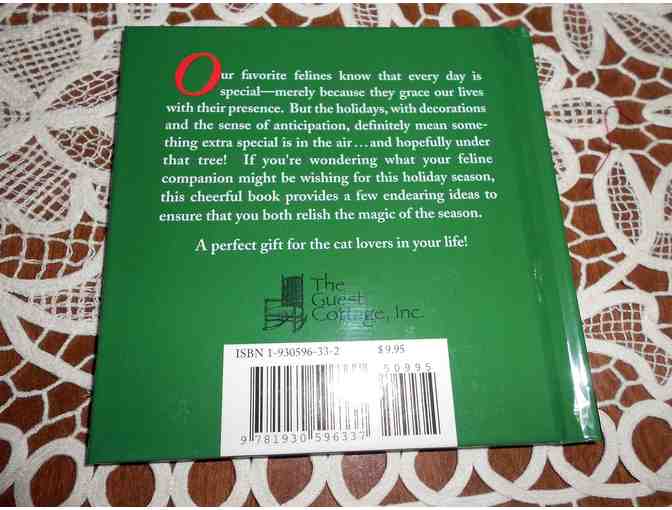 Our favorite felines know that every day is
special—merely because they grace our lives
with their presence. But the holidays, with decorations
and the sense of anticipation, definitely mean some-
thing extra special is in the air...and hopefully under
that tree! If you're wondering what your feline
companion might be wishing for this holiday season,
this cheerful book provides a few endearing ideas to
ensure that you both relish the magic of the season.
A perfect gift for the cat lovers in your life!
The
Guest
Cottage, Inc.
ISBN 1-930596-33-2 $9.95
50995
9 781930 596337